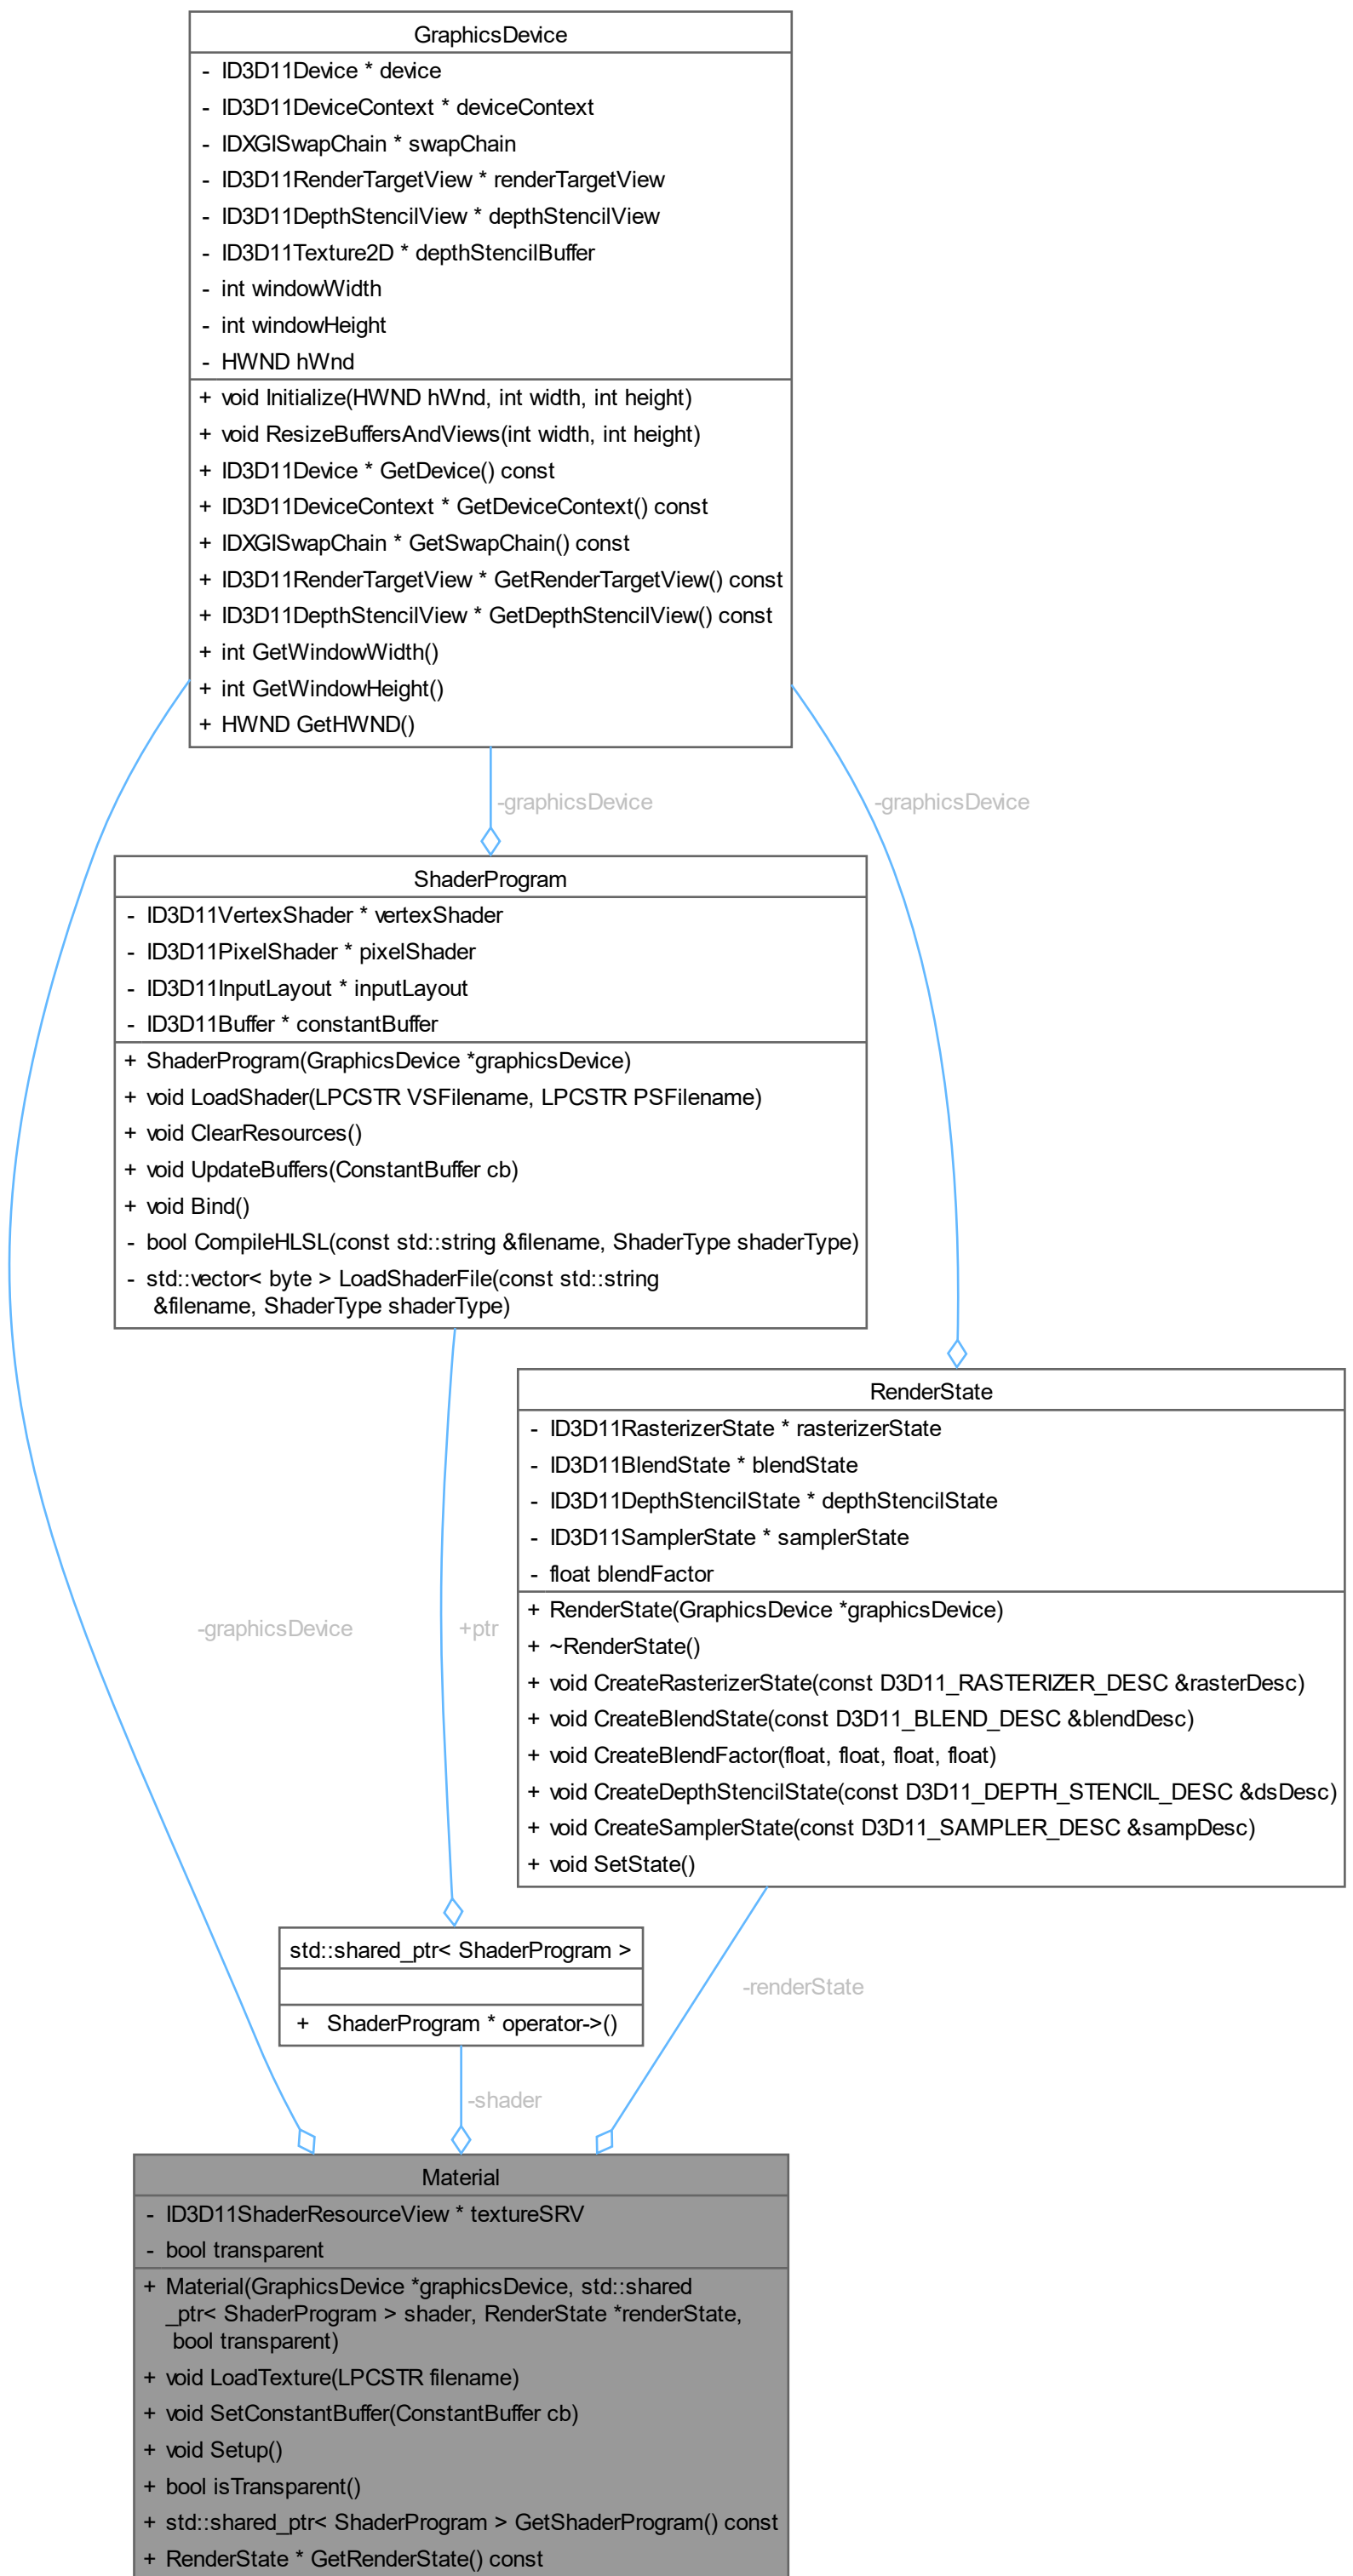 GraphicsDevice
- ID3D11Device * device
- ID3D11DeviceContext * deviceContext
- IDXGISwapChain * swapChain
- ID3D11RenderTargetView * renderTargetView
- ID3D11DepthStencilView * depthStencilView
- ID3D11Texture2D * depthStencilBuffer
- int windowWidth
- int windowHeight
- HWND hWnd
+ void Initialize(HWND hWnd, int width, int height)
+ void ResizeBuffersAndViews(int width, int height)
+ ID3D11Device * GetDevice() const
+ ID3D11DeviceContext * GetDeviceContext() const
+ IDXGISwapChain * GetSwapChain() const
+ ID3D11RenderTargetView * GetRenderTargetView() const
+ ID3D11DepthStencilView * GetDepthStencilView() const
+ int GetWindowWidth()
+ int GetWindowHeight()
+ HWND GetHWND()
-graphicsDevice
-graphicsDevice
ShaderProgram
- ID3D11VertexShader * vertexShader
- ID3D11PixelShader * pixelShader
- ID3D11InputLayout * inputLayout
- ID3D11Buffer * constantBuffer
+ ShaderProgram(GraphicsDevice *graphicsDevice)
+ void LoadShader(LPCSTR VSFilename, LPCSTR PSFilename)
+ void ClearResources()
+ void UpdateBuffers(ConstantBuffer cb)
+ void Bind()
- bool CompileHLSL(const std::string &filename, ShaderType shaderType)
- std::vector< byte > LoadShaderFile(const std::string
&filename, ShaderType shaderType)
RenderState
- ID3D11RasterizerState * rasterizerState
- ID3D11BlendState * blendState
- ID3D11DepthStencilState * depthStencilState
- ID3D11SamplerState * samplerState
- float blendFactor
+ RenderState(GraphicsDevice *graphicsDevice)
+ ~RenderState()
+ void CreateRasterizerState(const D3D11_RASTERIZER_DESC &rasterDesc)
+ void CreateBlendState(const D3D11_BLEND_DESC &blendDesc)
+ void CreateBlendFactor(float, float, float, float)
+ void CreateDepthStencilState(const D3D11_DEPTH_STENCIL_DESC &dsDesc)
+ void CreateSamplerState(const D3D11_SAMPLER_DESC &sampDesc)
+ void SetState()
-graphicsDevice
+ptr
std::shared_ptr< ShaderProgram >
+ ShaderProgram * operator->()
-renderState
-shader
Material
- ID3D11ShaderResourceView * textureSRV
- bool transparent
+ Material(GraphicsDevice *graphicsDevice, std::shared
_ptr< ShaderProgram > shader, RenderState *renderState,
bool transparent)
+ void LoadTexture(LPCSTR filename)
+ void SetConstantBuffer(ConstantBuffer cb)
+ void Setup()
+ bool isTransparent()
+ std::shared_ptr< ShaderProgram > GetShaderProgram() const
+ RenderState * GetRenderState() const